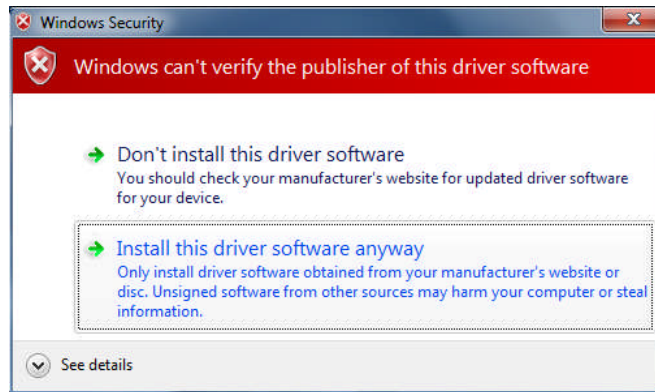 Windows Security
Windows can't verify the publisher of this driver software
Don't install this driver software
You should check your manufacturer's website for updated driver software
for your device.
Install this driver software anyway
Only install driver software obtained from your manufacturer's website or
disc. Unsigned software from other sources may harm your computer or steal
information.
See details